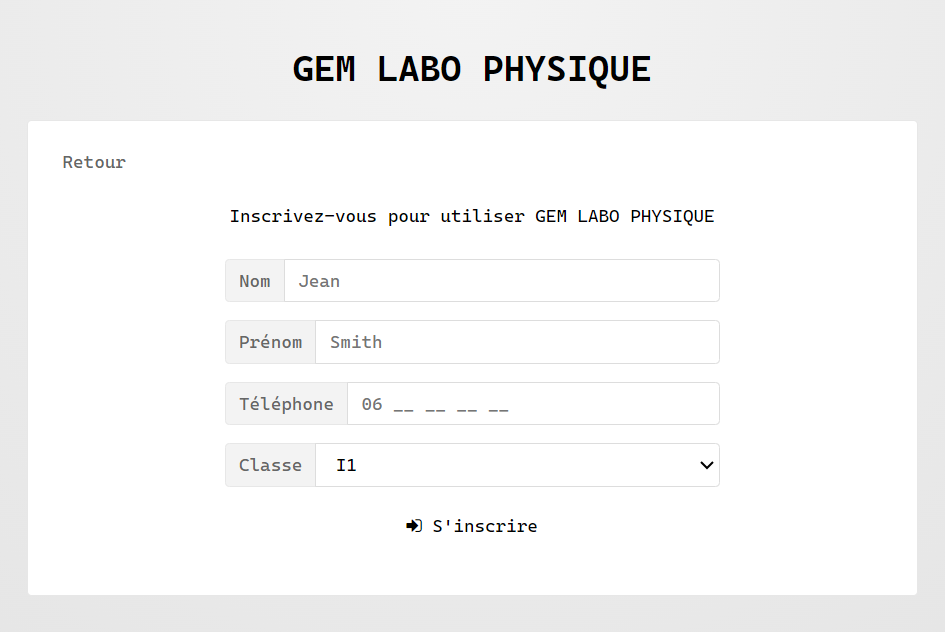 GEM LABO PHYSIQUE
Retour
Inscrivez-vous pour utiliser GEM LABO PHYSIQUE
Nom Jean
Prénom Smith
Téléphone 06 __ __ __ __
Classe I1
S'inscrire